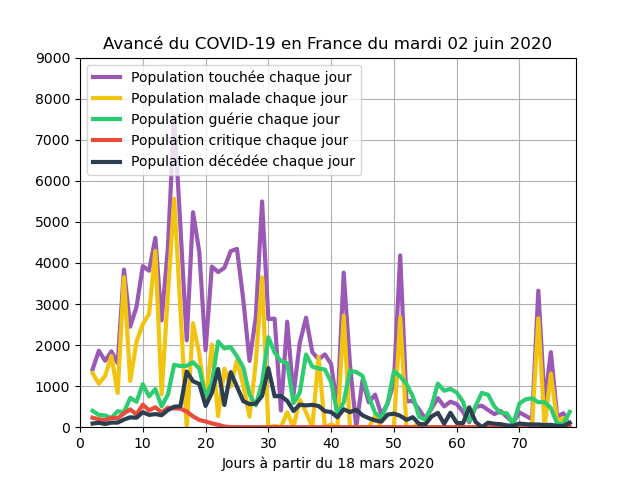 Avancé du COVID-19 en France du mardi 02 juin 2020
9000
8000
7000
6000
5000
4000
3000
2000
1000
0
Population touchée chaque jour
Population malade chaque jour
Population guérie chaque jour
Population critique chaque jour
Population décédée chaque jour
0 10 20 30 40 50 60 70
Jours à partir du 18 mars 2020